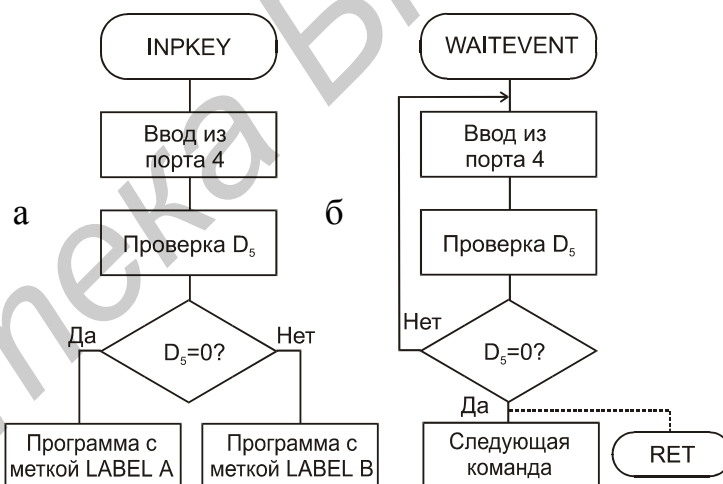 INPKEY
Ввод из
порта 4
Проверка D₅
D₅=0?
Да
Нет
Программа с
меткой LABEL A
Программа с
меткой LABEL B
а
WAITEVENT
Ввод из
порта 4
Проверка D₅
D₅=0?
Нет
Да
Следующая
команда
RET
б